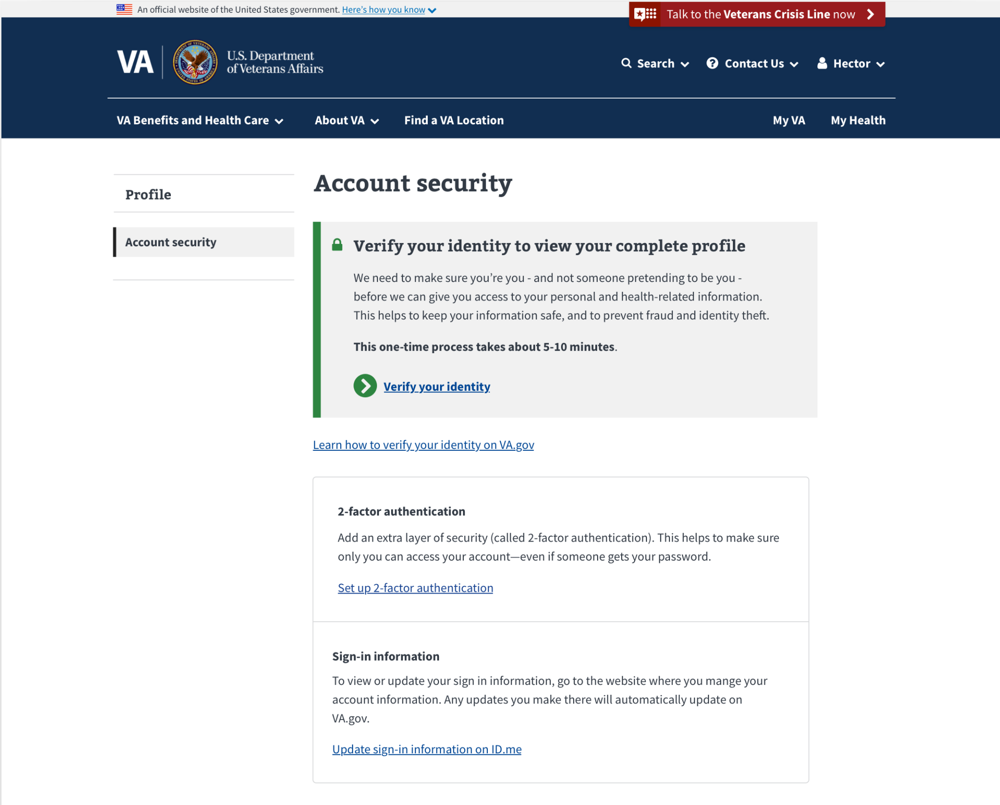 An official website of the United States government. Here's how you know
Talk to the Veterans Crisis Line now
VA
U.S. Department
of Veterans Affairs
Search
Contact Us
Hector
VA Benefits and Health Care
About VA
Find a VA Location
My VA
My Health
Profile
Account security
Account security
Verify your identity to view your complete profile
We need to make sure you’re you - and not someone pretending to be you -
before we can give you access to your personal and health-related information.
This helps to keep your information safe, and to prevent fraud and identity theft.
This one-time process takes about 5-10 minutes.
Verify your identity
Learn how to verify your identity on VA.gov
2-factor authentication
Add an extra layer of security (called 2-factor authentication). This helps to make sure
only you can access your account—even if someone gets your password.
Set up 2-factor authentication
Sign-in information
To view or update your sign in information, go to the website where you mange your
account information. Any updates you make there will automatically update on
VA.gov.
Update sign-in information on ID.me